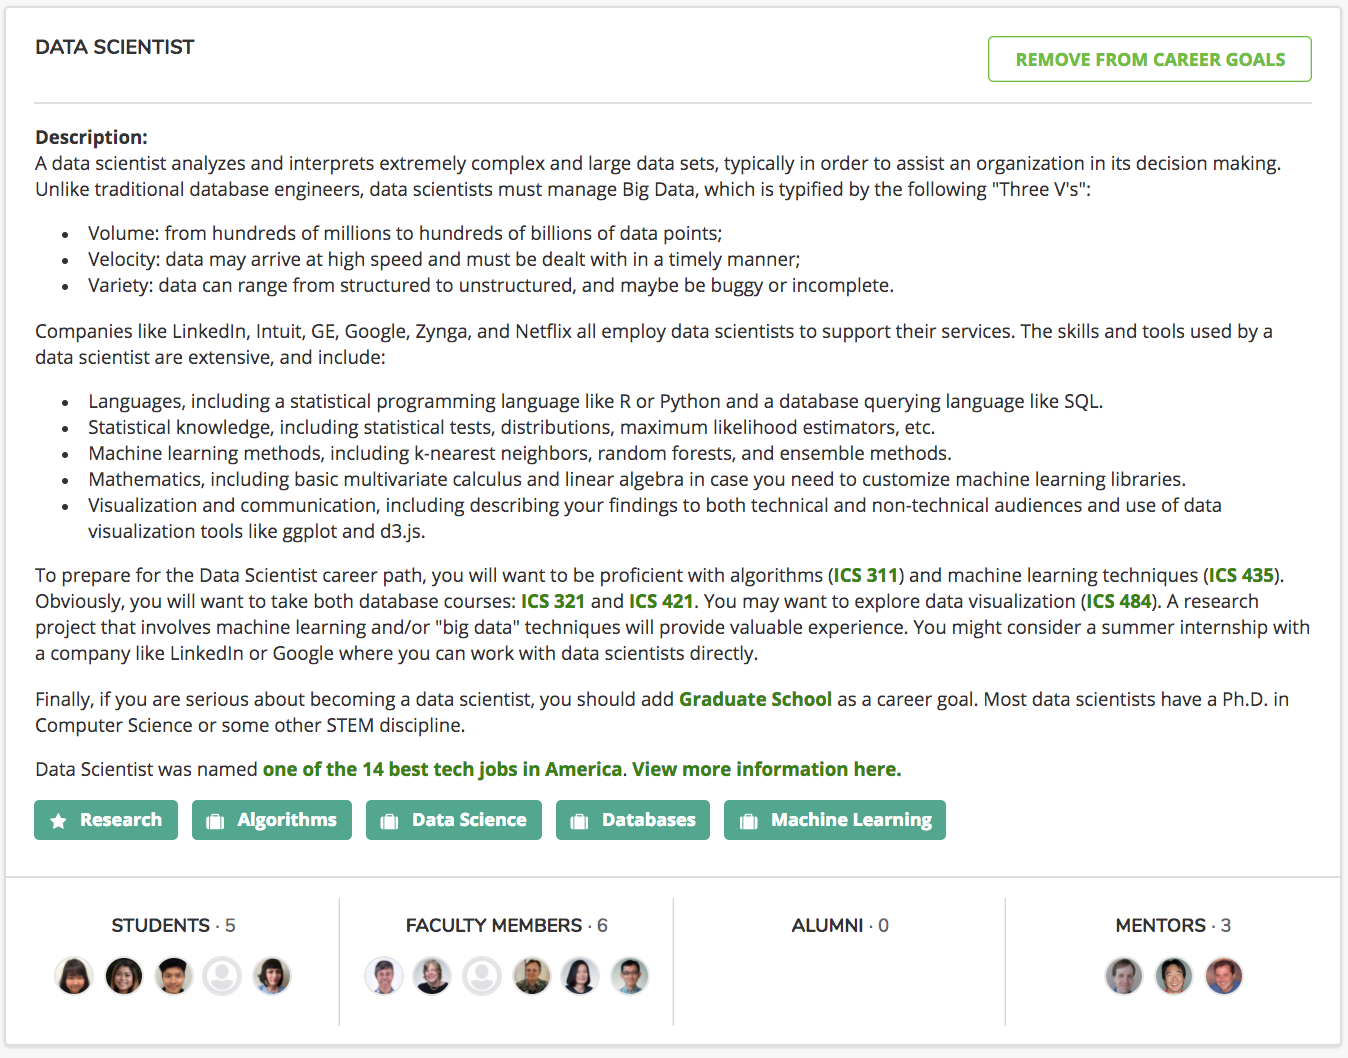 DATA SCIENTIST
REMOVE FROM CAREER GOALS
Description:
A data scientist analyzes and interprets extremely complex and large data sets, typically in order to assist an organization in its decision making.
Unlike traditional database engineers, data scientists must manage Big Data, which is typified by the following "Three V's":
• Volume: from hundreds of millions to hundreds of billions of data points;
• Velocity: data may arrive at high speed and must be dealt with in a timely manner;
• Variety: data can range from structured to unstructured, and maybe be buggy or incomplete.
Companies like LinkedIn, Intuit, GE, Google, Zynga, and Netflix all employ data scientists to support their services. The skills and tools used by a
data scientist are extensive, and include:
• Languages, including a statistical programming language like R or Python and a database querying language like SQL.
• Statistical knowledge, including statistical tests, distributions, maximum likelihood estimators, etc.
• Machine learning methods, including k-nearest neighbors, random forests, and ensemble methods.
• Mathematics, including basic multivariate calculus and linear algebra in case you need to customize machine learning libraries.
• Visualization and communication, including describing your findings to both technical and non-technical audiences and use of data
visualization tools like ggplot and d3.js.
To prepare for the Data Scientist career path, you will want to be proficient with algorithms (ICS 311) and machine learning techniques (ICS 435).
Obviously, you will want to take both database courses: ICS 321 and ICS 421. You may want to explore data visualization (ICS 484). A research
project that involves machine learning and/or "big data" techniques will provide valuable experience. You might consider a summer internship with
a company like LinkedIn or Google where you can work with data scientists directly.
Finally, if you are serious about becoming a data scientist, you should add Graduate School as a career goal. Most data scientists have a Ph.D. in
Computer Science or some other STEM discipline.
Data Scientist was named one of the 14 best tech jobs in America. View more information here.
Research Algorithms Data Science Databases Machine Learning
STUDENTS · 5 FACULTY MEMBERS · 6 ALUMNI · 0 MENTORS · 3